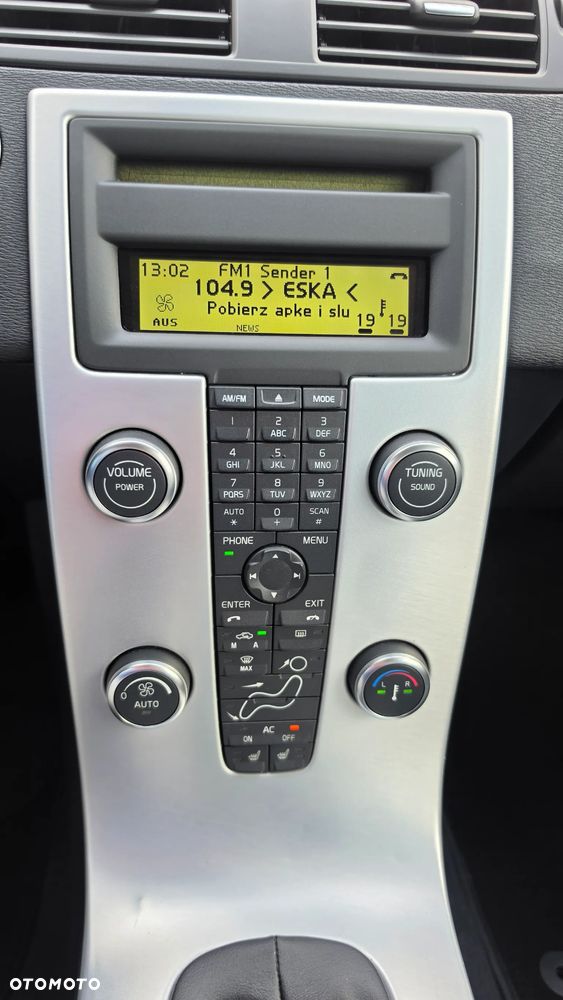 13:02 FM1 Sender 1
104.9 > ESKA <
Pobierz apke i slu
AUS NEWS 19 19
AM/FM MODE
1 2 ABC 3 DEF
4 GHI 5 JKL 6 MNO
7 PQRS 8 TUV 9 WXYZ
AUTO * 0 + SCAN #
VOLUME POWER
TUNING SOUND
PHONE MENU
ENTER EXIT
M A
MAX
0 AUTO
L R
AC
ON OFF
OTOMOTO